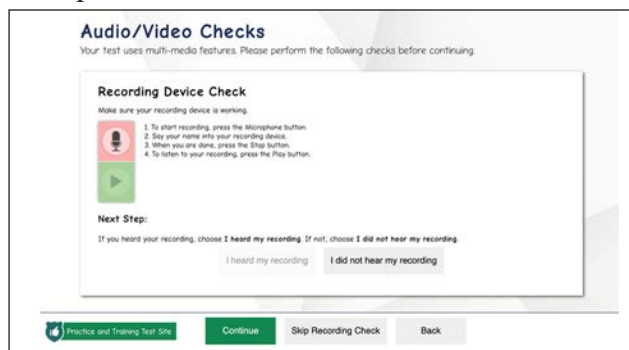 Audio/Video Checks
Your test uses multi-media features. Please perform the following checks before continuing.
Recording Device Check
Make sure your recording device is working.
1. To start recording, press the Microphone button.
2. Say your name into your recording device.
3. When you are done, press the Stop button.
4. To listen to your recording, press the Play button.
Next Step:
If you heard your recording, choose I heard my recording. If not, choose I did not hear my recording.
I heard my recording
I did not hear my recording
Practice and Training Test Site
Continue
Skip Recording Check
Back